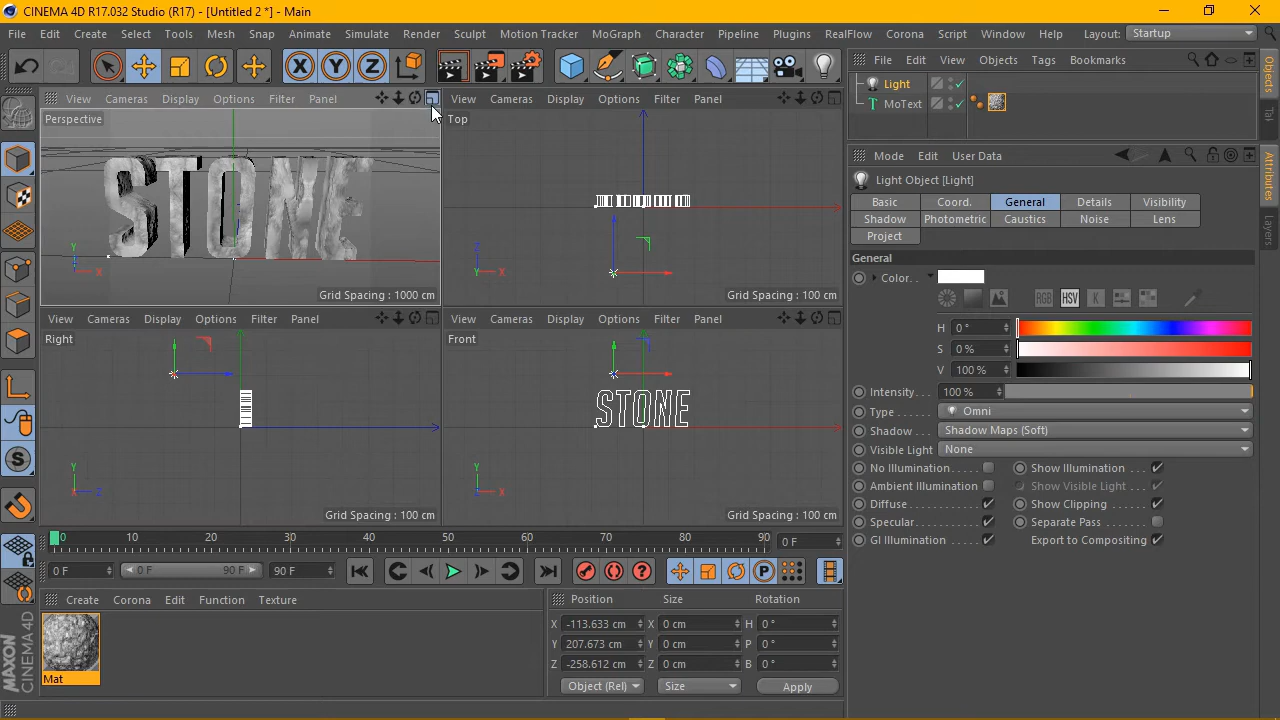 CINEMA 4D R17.032 Studio (R17) - [Untitled 2 *] - Main
File Edit Create Select Tools Mesh Snap Animate Simulate Render Sculpt Motion Tracker MoGraph Character Pipeline Plugins RealFlow Corona Script Window Help Layout: Startup
X Y Z
File Edit View Objects Tags Bookmarks
Light
MoText
View Cameras Display Options Filter Panel
View Cameras Display Options Filter Panel
Perspective
STONE
Y
X
Grid Spacing : 1000 cm
Top
Z
Y X
Grid Spacing : 100 cm
View Cameras Display Options Filter Panel
View Cameras Display Options Filter Panel
Right
Y
X Z
Grid Spacing : 100 cm
Front
STONE
Y
Z X
Grid Spacing : 100 cm
Mode Edit User Data
Light Object [Light]
Basic Coord. General Details Visibility
Shadow Photometric Caustics Noise Lens
Project
General
Color. .
RGB HSV K
H 0 °
S 0 %
V 100 %
Intensity. . . 100 %
Type . . . . . . Omni
Shadow. . . . Shadow Maps (Soft)
Visible Light . None
No Illumination. . . . . Show Illumination . .
Ambient Illumination Show Visible Light . .
Diffuse . . . . . . . . . . . Show Clipping . . . .
Specular. . . . . . . . . . Separate Pass . . . .
GI Illumination . . . . . Export to Compositing
Objects
Attributes
Layers
S
0 10 20 30 40 50 60 70 80 90 0 F
0 F 0 F 90 F 90 F
P
Create Corona Edit Function Texture
Mat
MAXON
CINEMA 4D
Position Size Rotation
X -113.633 cm X 0 cm H 0 °
Y 207.673 cm Y 0 cm P 0 °
Z -258.612 cm Z 0 cm B 0 °
Object (Rel) Size Apply